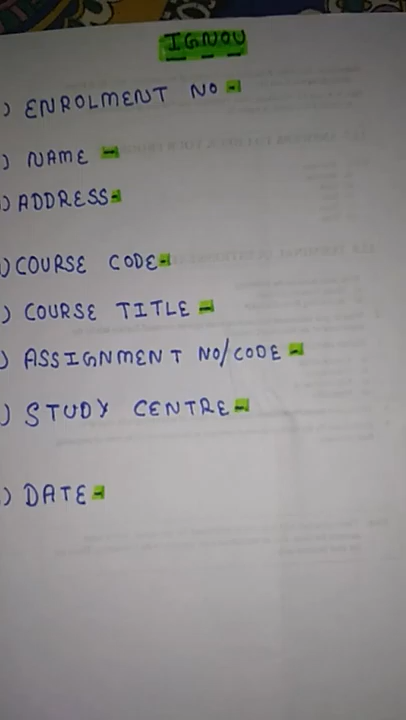 IGNOU
) ENROLMENT NO -
) NAME -
) ADDRESS -
) COURSE CODE -
) COURSE TITLE -
) ASSIGNMENT NO/CODE -
) STUDY CENTRE -
) DATE -